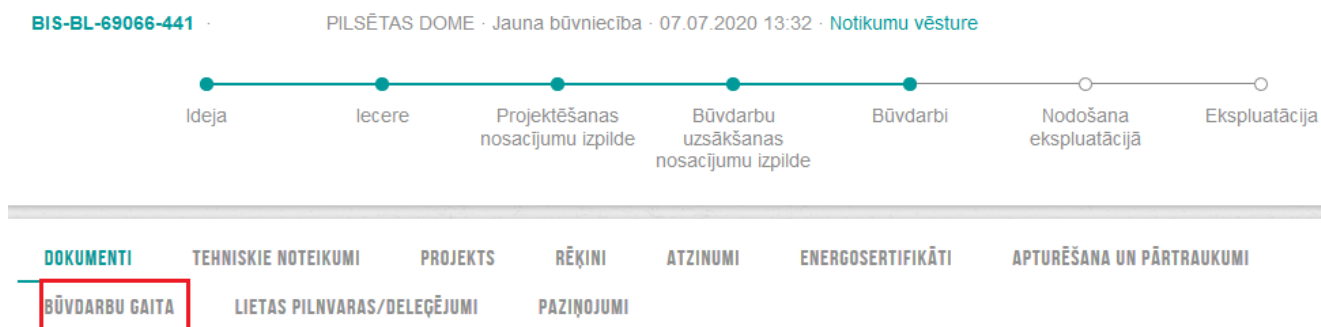 BIS-BL-69066-441 · PILSĒTAS DOME · Jauna būvniecība · 07.07.2020 13:32 · Notikumu vēsture
Ideja
Iecere
Projektēšanas
nosacījumu izpilde
Būvdarbu
uzsākšanas
nosacījumu izpilde
Būvdarbi
Nodošana
ekspluatācijā
Ekspluatācija
DOKUMENTI TEHNISKIE NOTEIKUMI PROJEKTS RĒĶINI ATZINUMI ENERGOSERTIFIKĀTI APTURĒŠANA UN PĀRTRAUKUMI
BŪVDARBU GAITA LIETAS PILNVARAS/DELEĢĒJUMI PAZIŅOJUMI